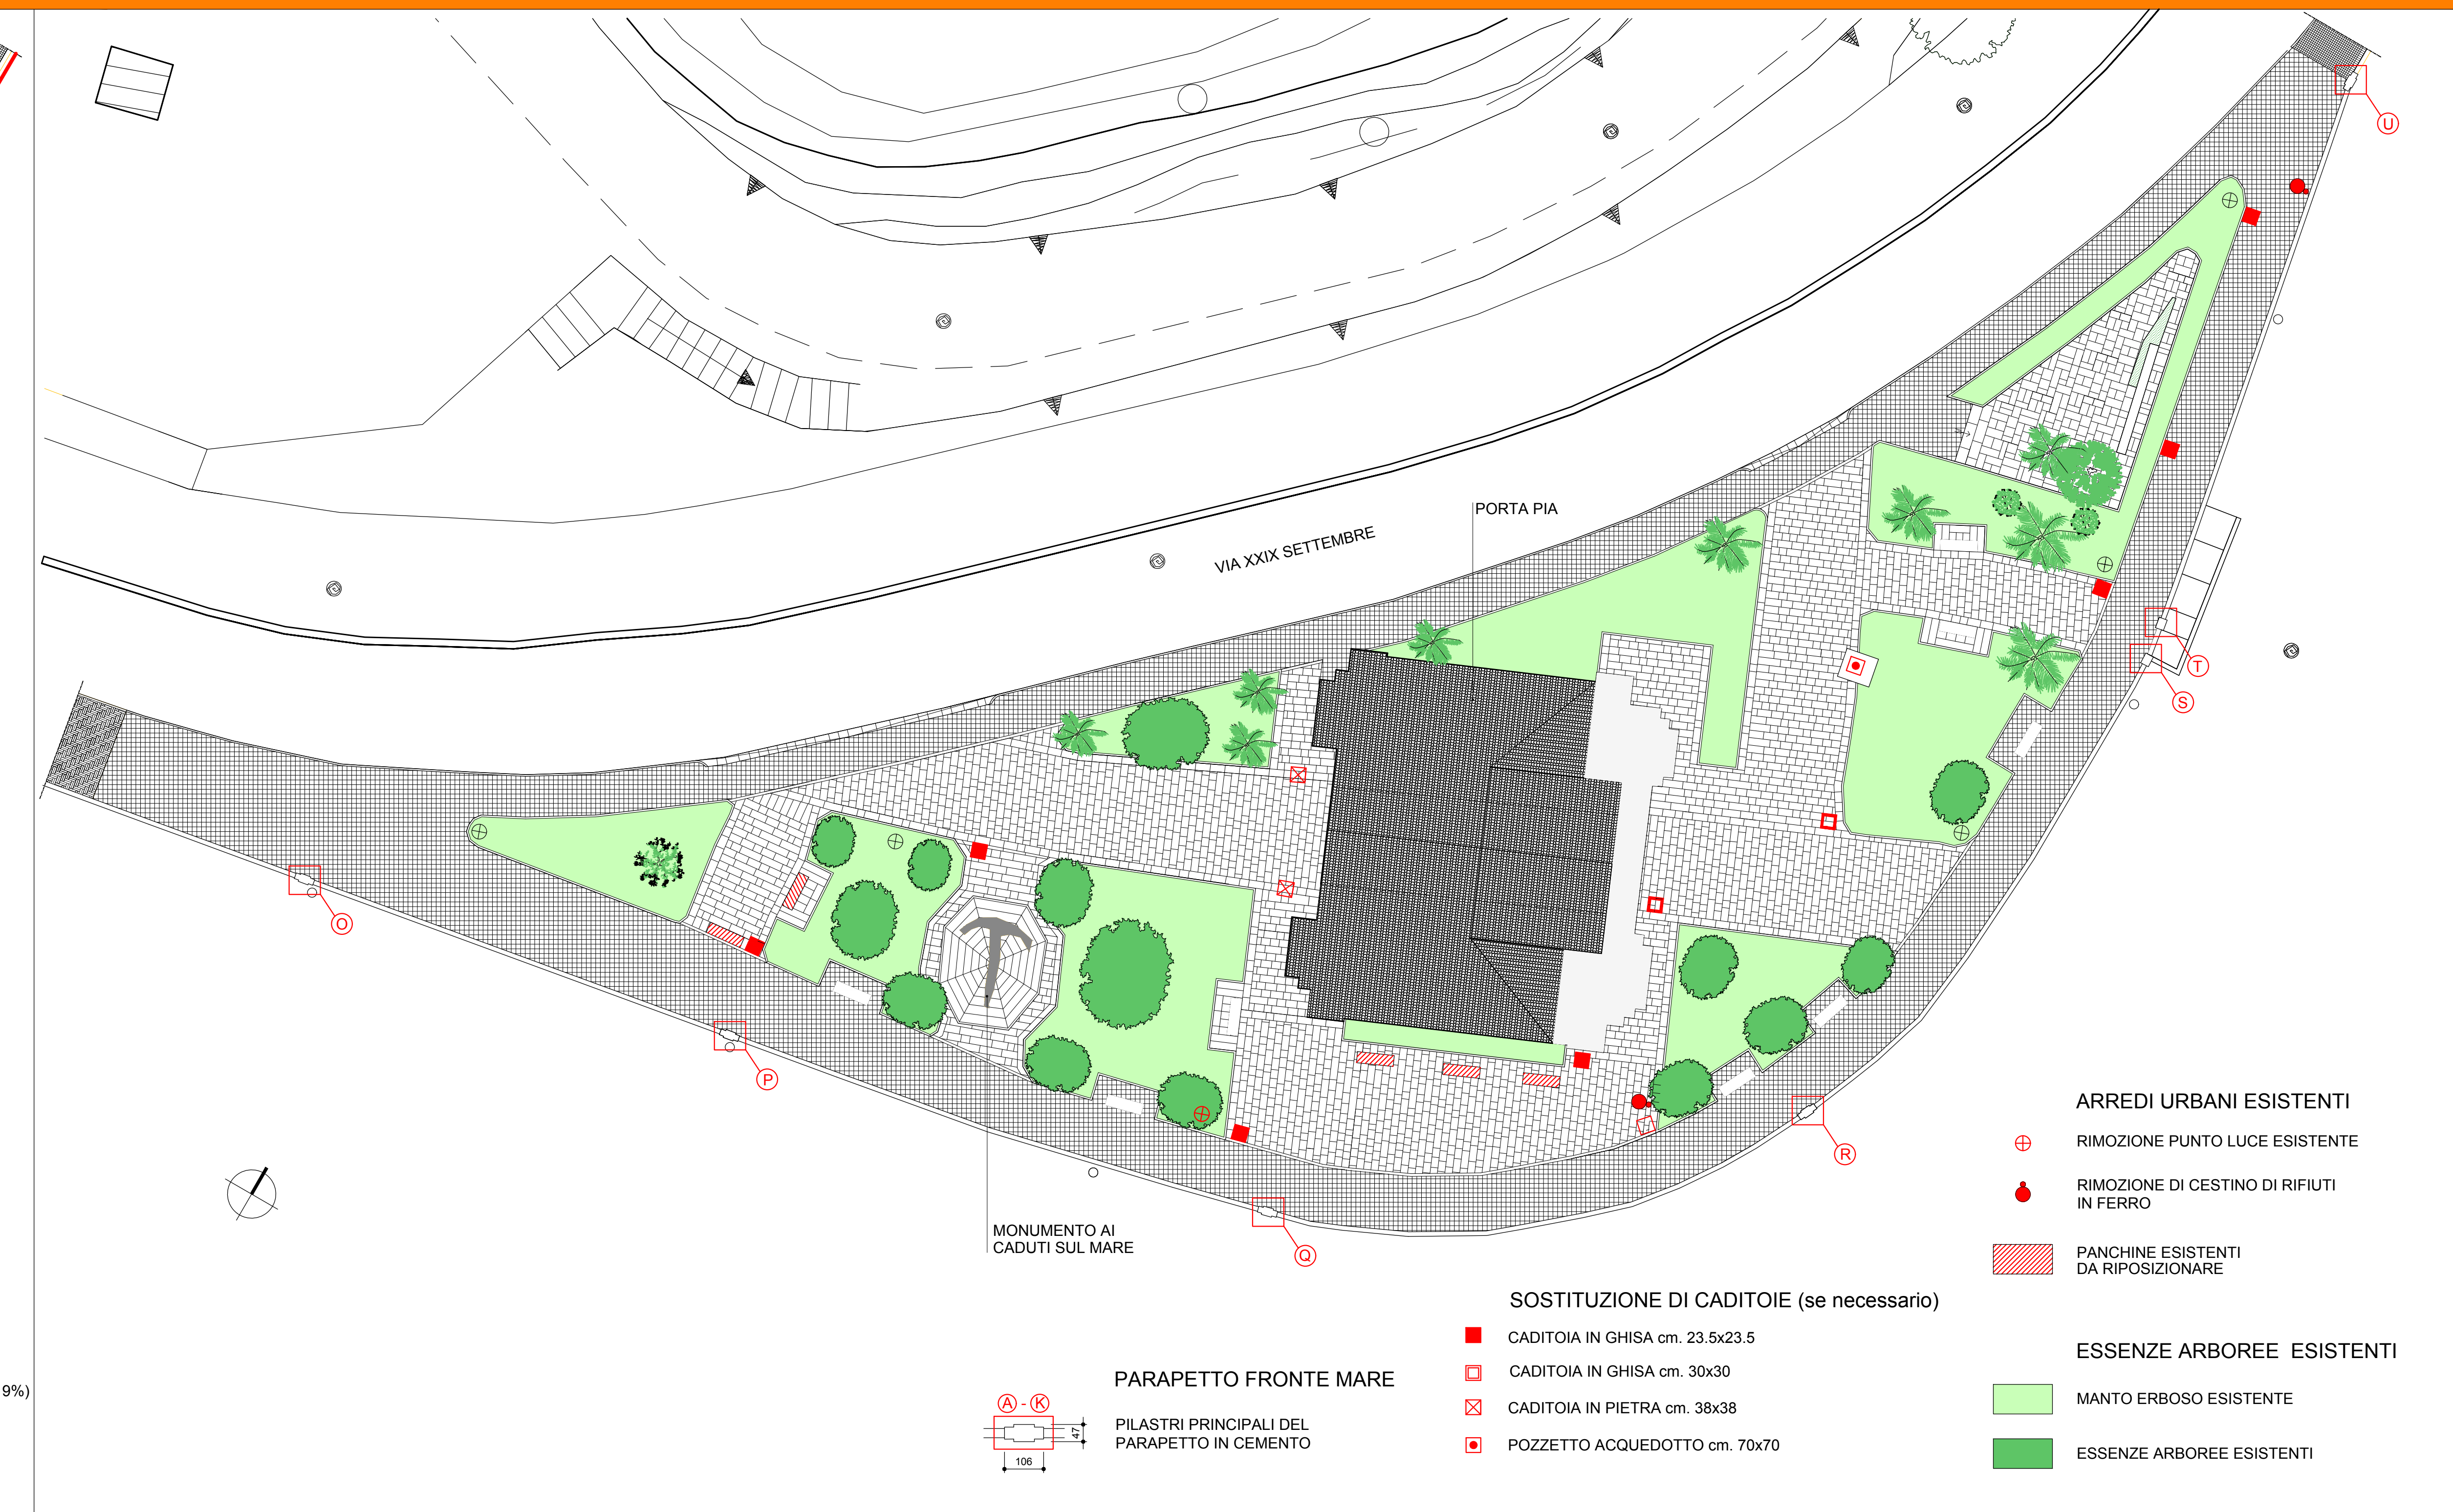 U
PORTA PIA
VIA XXIX SETTEMBRE
T
S
O
P
R
Q
MONUMENTO AI
CADUTI SUL MARE
9%)
PARAPETTO FRONTE MARE
A - K
PILASTRI PRINCIPALI DEL
PARAPETTO IN CEMENTO
47
106
SOSTITUZIONE DI CADITOIE (se necessario)
CADITOIA IN GHISA cm. 23.5x23.5
CADITOIA IN GHISA cm. 30x30
CADITOIA IN PIETRA cm. 38x38
POZZETTO ACQUEDOTTO cm. 70x70
ARREDI URBANI ESISTENTI
RIMOZIONE PUNTO LUCE ESISTENTE
RIMOZIONE DI CESTINO DI RIFIUTI
IN FERRO
PANCHINE ESISTENTI
DA RIPOSIZIONARE
ESSENZE ARBOREE ESISTENTI
MANTO ERBOSO ESISTENTE
ESSENZE ARBOREE ESISTENTI